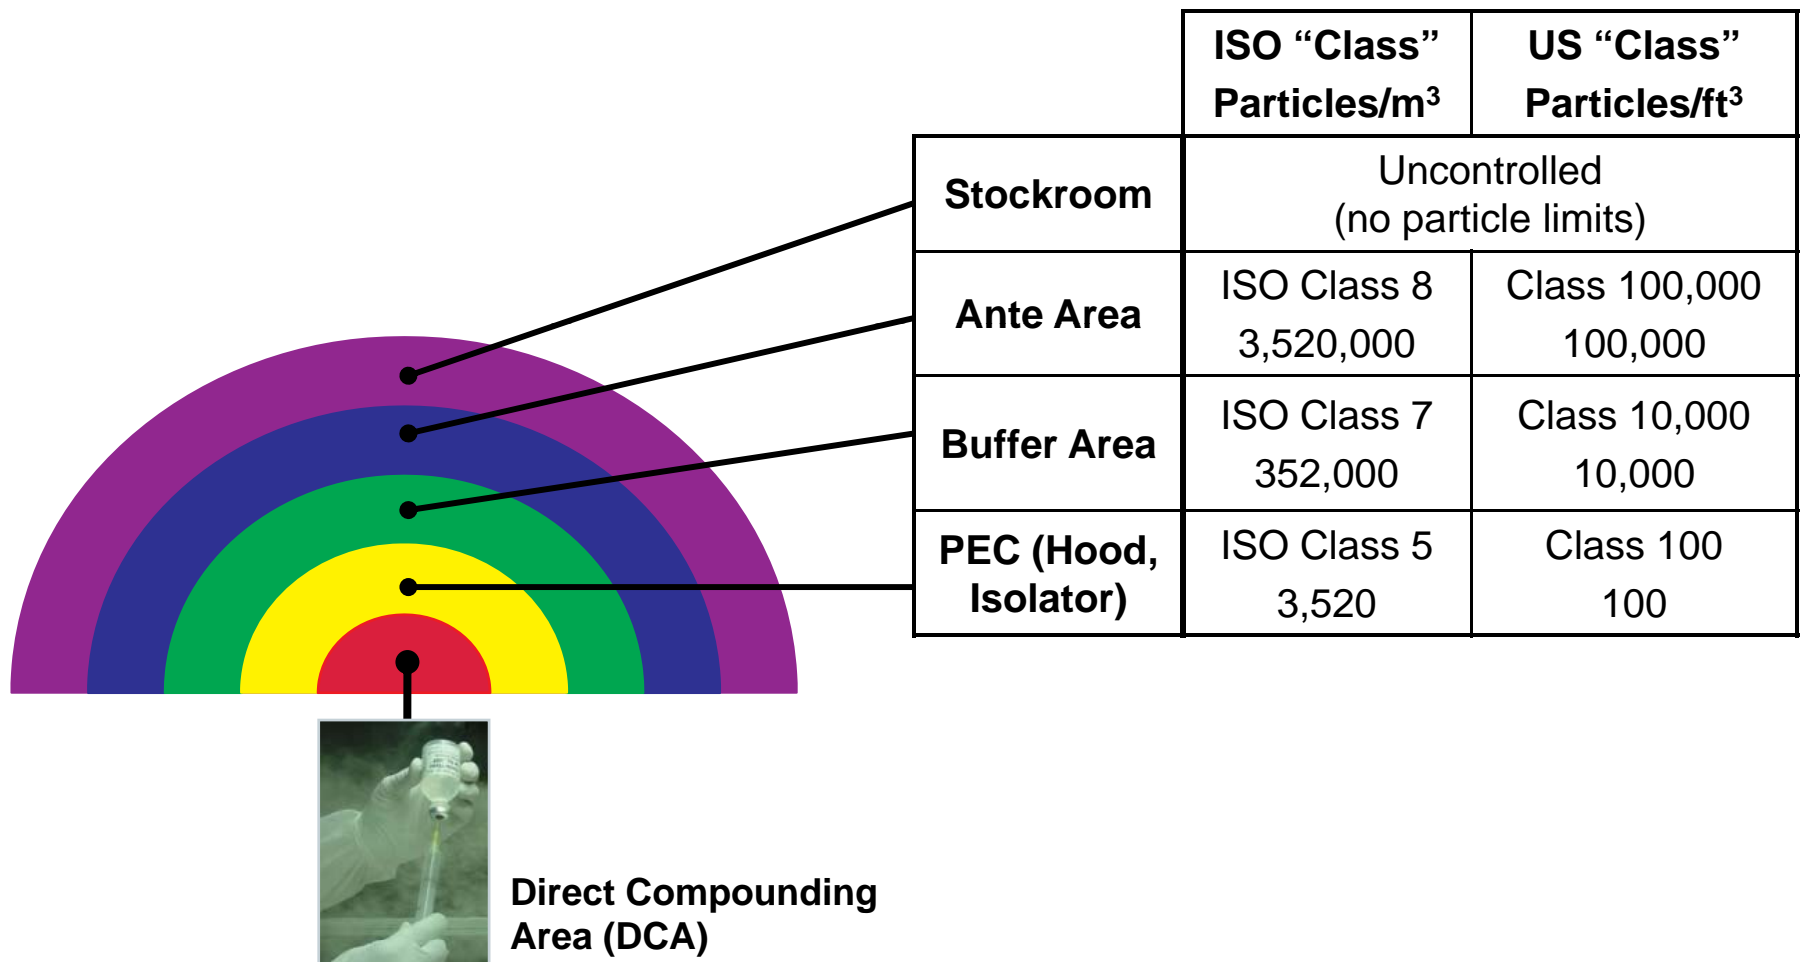 ISO “Class”
Particles/m³
US “Class”
Particles/ft³
Stockroom
Uncontrolled
(no particle limits)
Ante Area
ISO Class 8
3,520,000
Class 100,000
100,000
Buffer Area
ISO Class 7
352,000
Class 10,000
10,000
PEC (Hood,
Isolator)
ISO Class 5
3,520
Class 100
100
Direct Compounding
Area (DCA)